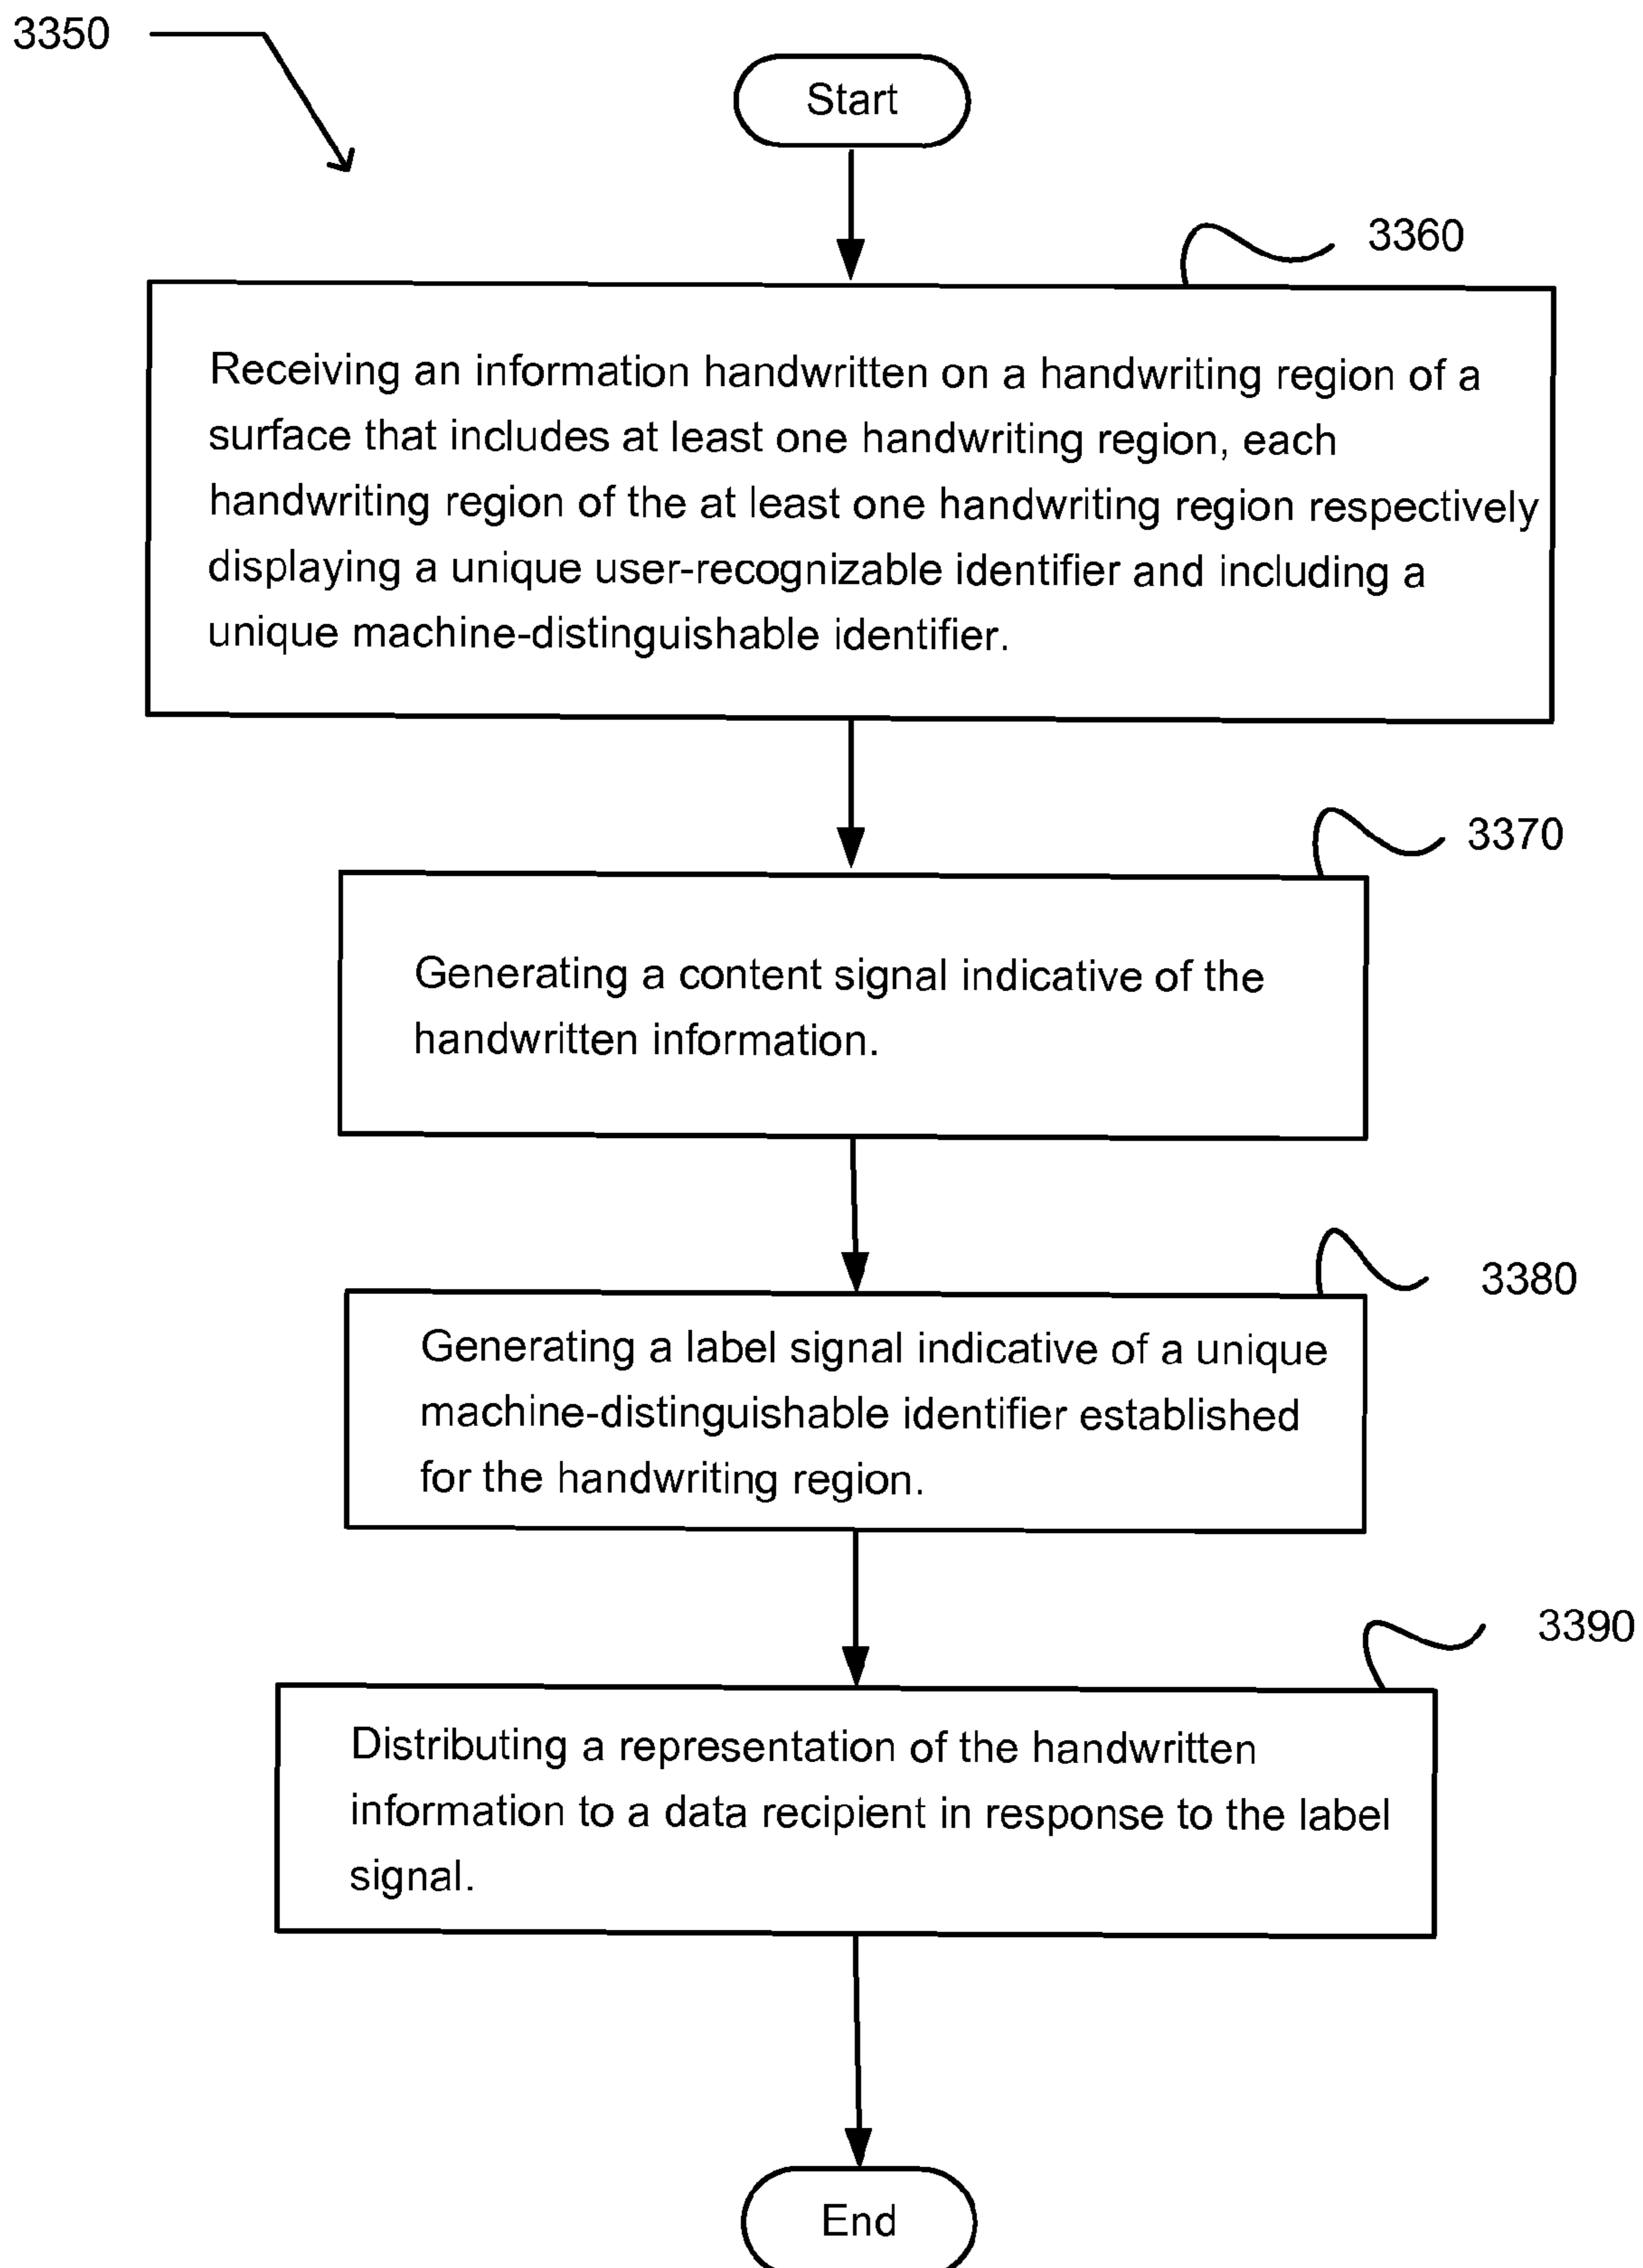 3350
Start
3360
Receiving an information handwritten on a handwriting region of a
surface that includes at least one handwriting region, each
handwriting region of the at least one handwriting region respectively
displaying a unique user-recognizable identifier and including a
unique machine-distinguishable identifier.
3370
Generating a content signal indicative of the
handwritten information.
3380
Generating a label signal indicative of a unique
machine-distinguishable identifier established
for the handwriting region.
3390
Distributing a representation of the handwritten
information to a data recipient in response to the label
signal.
End